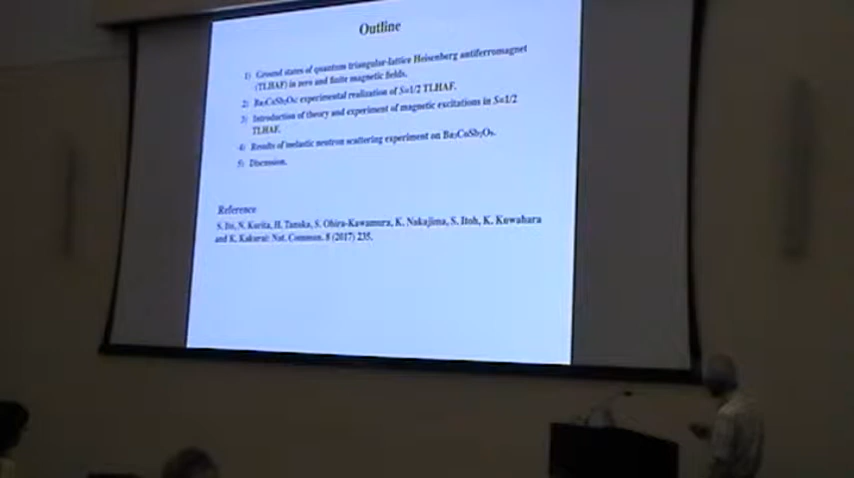 Outline
1) Ground states of quantum triangular-lattice Heisenberg antiferromagnet
(TLHAF) in zero and finite magnetic fields.
2) Ba₃CoSb₂O₉: experimental realization of S=1/2 TLHAF.
3) Introduction of theory and experiment of magnetic excitations in S=1/2
TLHAF.
4) Results of inelastic neutron scattering experiment on Ba₃CoSb₂O₉.
5) Discussion.
Reference
S. Ito, N. Kurita, H. Tanaka, S. Ohira-Kawamura, K. Nakajima, S. Itoh, K. Kuwahara
and K. Kakurai: Nat. Commun. 8 (2017) 235.